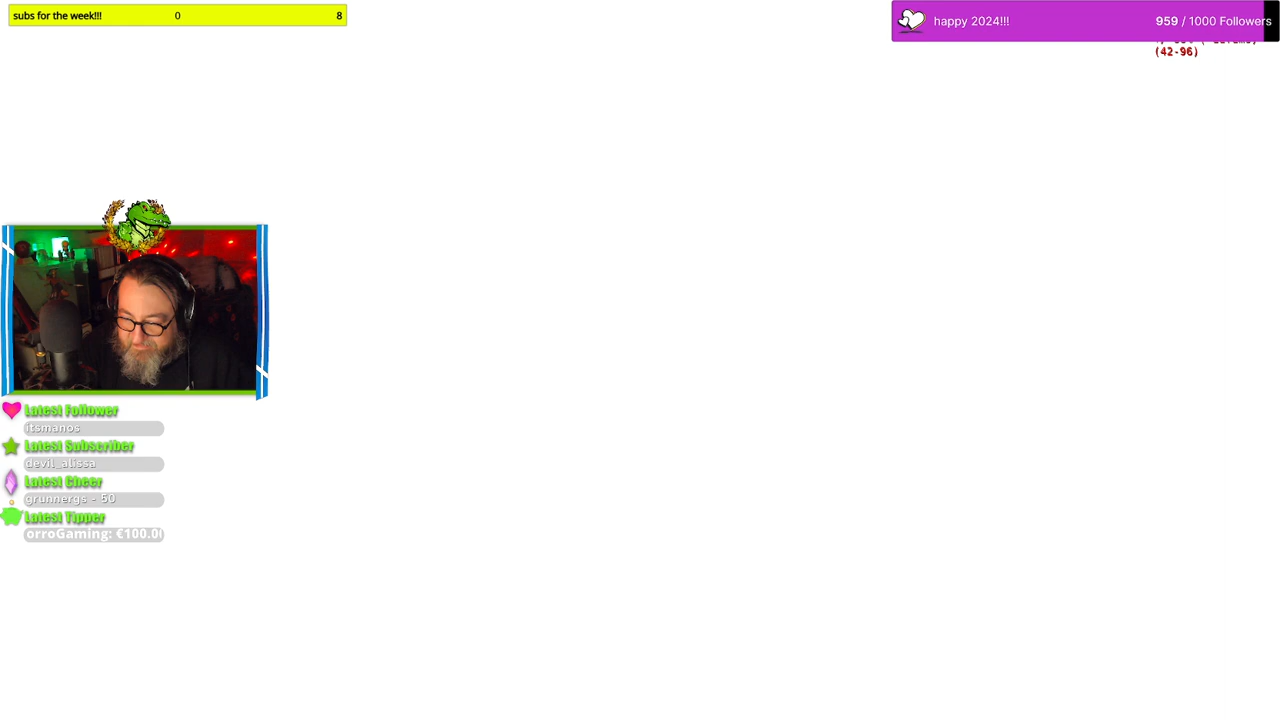 subs for the week!!! 0 8
happy 2024!!! 959 / 1000 Followers
(42-96)
Latest Follower
itsmanos
Latest Subscriber
devil_alissa
Latest Cheer
grunnergs - 50
Latest Tipper
orroGaming: €100.0